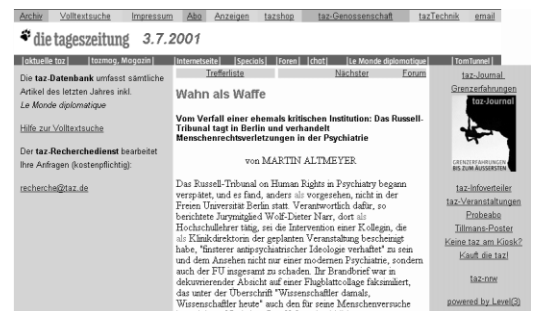 Archiv Volltextsuche Impressum Abo Anzeigen tazshop taz-Genossenschaft tazTechnik email
die tageszeitung 3.7.2001
|aktuelle taz| |tazmag, Magazin| |Internetseite| |Specials| |Foren| |chat| |Le Monde diplomatique| |TomTunnel|
Trefferliste Nächster Forum
Die taz-Datenbank umfasst sämtliche
Artikel des letzten Jahres inkl.
Le Monde diplomatique
Hilfe zur Volltextsuche
Der taz-Recherchedienst bearbeitet
Ihre Anfragen (kostenpflichtig):
recherche@taz.de
Wahn als Waffe
Vom Verfall einer ehemals kritischen Institution: Das Russell-
Tribunal tagt in Berlin und verhandelt
Menschenrechtsverletzungen in der Psychiatrie
von MARTIN ALTMEYER
Das Russell-Tribunal on Human Rights in Psychiatry begann
verspätet, und es fand, anders als vorgesehen, nicht in der
Freien Universität Berlin statt. Verantwortlich dafür, so
berichtete Jurymitglied Wolf-Dieter Narr, dort als
Hochschullehrer tätig, sei die Intervention einer Kollegin, die
als Klinikdirektorin der geplanten Veranstaltung bescheinigt
habe, "finsterer antipsychiatrischer Ideologie verhaftet" zu sein
und dem Ansehen nicht nur einer modernen Psychiatrie, sondern
auch der FU insgesamt zu schaden. Ihr Brandbrief war in
dekuvrierender Absicht auf einer Flugblattcollage faksimiliert,
das unter der Überschrift "Wissenschaftler damals,
Wissenschaftler heute" auch den für seine Menschenversuche
taz-Journal
Grenzerfahrungen
taz-Journal
GRENZERFAHRUNGEN
BIS ZUM ÄUSSERSTEN
taz-Infoverteiler
taz-Veranstaltungen
Probeabo
Tillmans-Poster
Keine taz am Kiosk?
Kauft die taz!
taz-nrw
powered by Level(3)